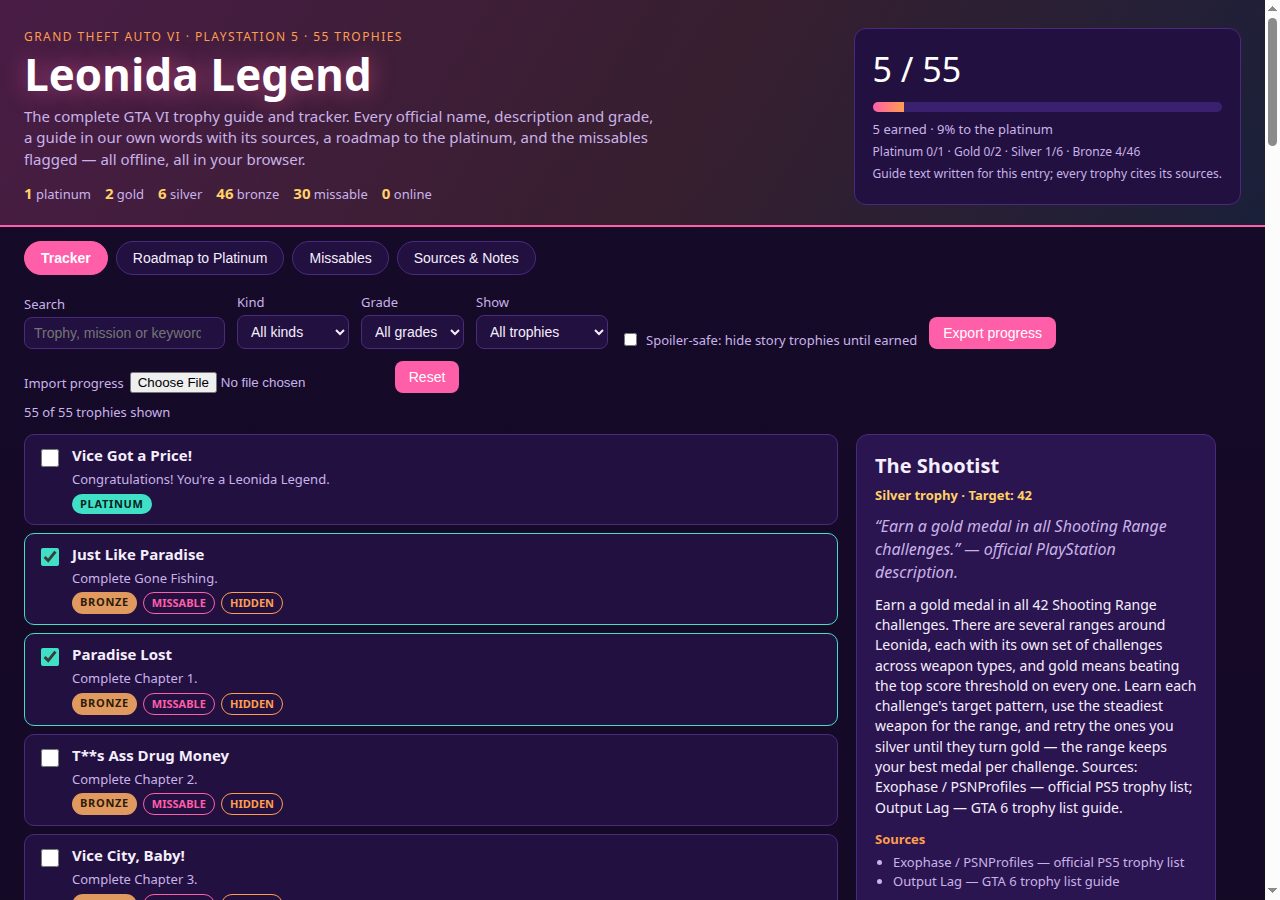 GRAND THEFT AUTO VI · PLAYSTATION 5 · 55 TROPHIES
Leonida Legend
The complete GTA VI trophy guide and tracker. Every official name, description and grade,
a guide in our own words with its sources, a roadmap to the platinum, and the missables
flagged — all offline, all in your browser.
1 platinum 2 gold 6 silver 46 bronze 30 missable 0 online
5 / 55
5 earned · 9% to the platinum
Platinum 0/1 · Gold 0/2 · Silver 1/6 · Bronze 4/46
Guide text written for this entry; every trophy cites its sources.
Tracker
Roadmap to Platinum
Missables
Sources & Notes
Search
Kind
Grade
Show
Trophy, mission or keyword
All kinds
All grades
All trophies
Spoiler-safe: hide story trophies until earned
Export progress
Import progress
Choose File
No file chosen
Reset
55 of 55 trophies shown
Vice Got a Price!
Congratulations! You're a Leonida Legend.
PLATINUM
Just Like Paradise
Complete Gone Fishing.
BRONZE MISSABLE HIDDEN
Paradise Lost
Complete Chapter 1.
BRONZE MISSABLE HIDDEN
T**s Ass Drug Money
Complete Chapter 2.
BRONZE MISSABLE HIDDEN
Vice City, Baby!
Complete Chapter 3.
The Shootist
Silver trophy · Target: 42
“Earn a gold medal in all Shooting Range
challenges.” — official PlayStation
description.
Earn a gold medal in all 42 Shooting Range
challenges. There are several ranges around
Leonida, each with its own set of challenges
across weapon types, and gold means beating
the top score threshold on every one. Learn each
challenge's target pattern, use the steadiest
weapon for the range, and retry the ones you
silver until they turn gold — the range keeps
your best medal per challenge. Sources:
Exophase / PSNProfiles — official PS5 trophy list;
Output Lag — GTA 6 trophy list guide.
Sources
Exophase / PSNProfiles — official PS5 trophy list
Output Lag — GTA 6 trophy list guide